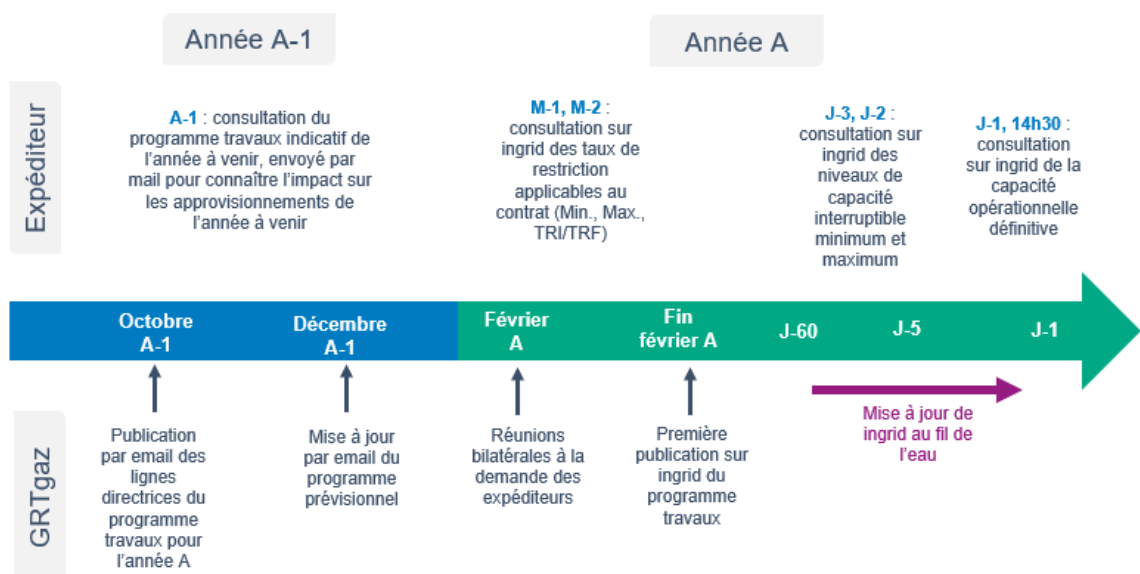 Année A-1
Année A
Expéditeur
A-1 : consultation du
programme travaux indicatif de
l'année à venir, envoyé par
mail pour connaître l'impact sur
les approvisionnements de
l'année à venir
M-1, M-2 :
consultation sur
ingrid des taux de
restriction
applicables au
contrat (Min., Max.,
TRI/TRF)
J-3, J-2 :
consultation sur
ingrid des
niveaux de
capacité
interruptible
minimum et
maximum
J-1, 14h30 :
consultation
sur ingrid de la
capacité
opérationnelle
définitive
Octobre
A-1
Décembre
A-1
Février
A
Fin
février A
J-60
J-5
J-1
GRTgaz
Publication
par email des
lignes
directrices du
programme
travaux pour
l'année A
Mise à jour
par email du
programme
prévisionnel
Réunions
bilatérales à la
demande des
expéditeurs
Première
publication sur
ingrid du
programme
travaux
Mise à jour de
ingrid au fil de
l'eau